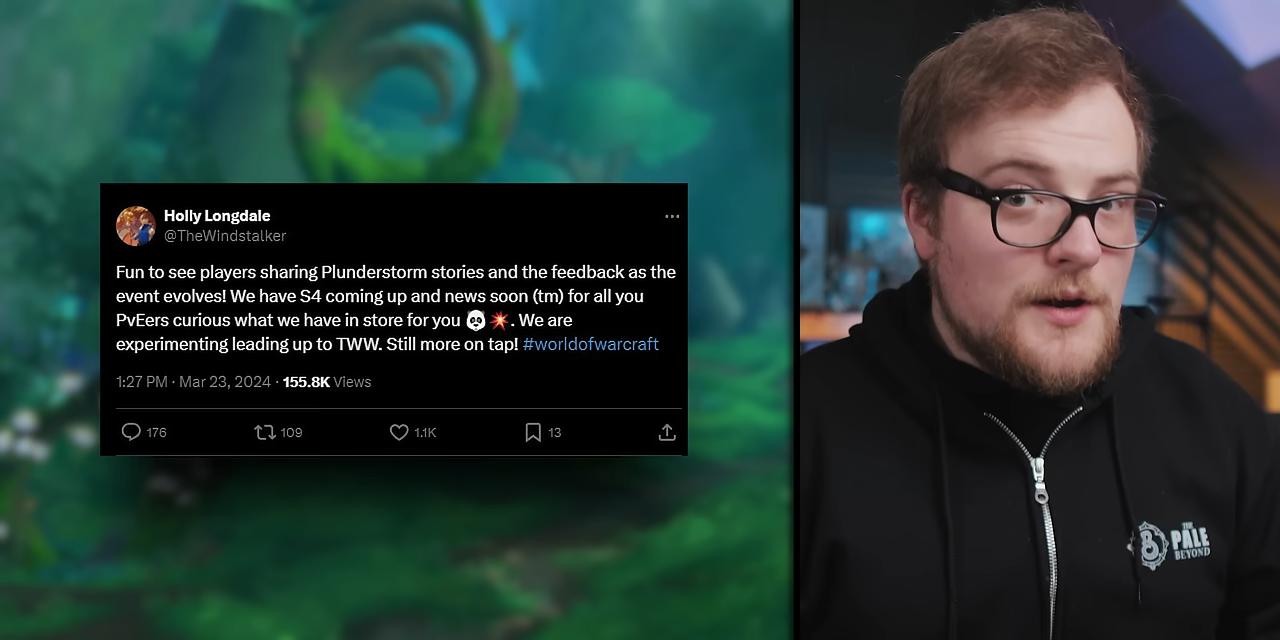 Holly Longdale
@TheWindstalker
Fun to see players sharing Plunderstorm stories and the feedback as the
event evolves! We have S4 coming up and news soon (tm) for all you
PvEers curious what we have in store for you 🐼💥. We are
experimenting leading up to TWW. Still more on tap! #worldofwarcraft
1:27 PM · Mar 23, 2024 · 155.8K Views
176 109 1.1K 13
THE
PALE
BEYOND